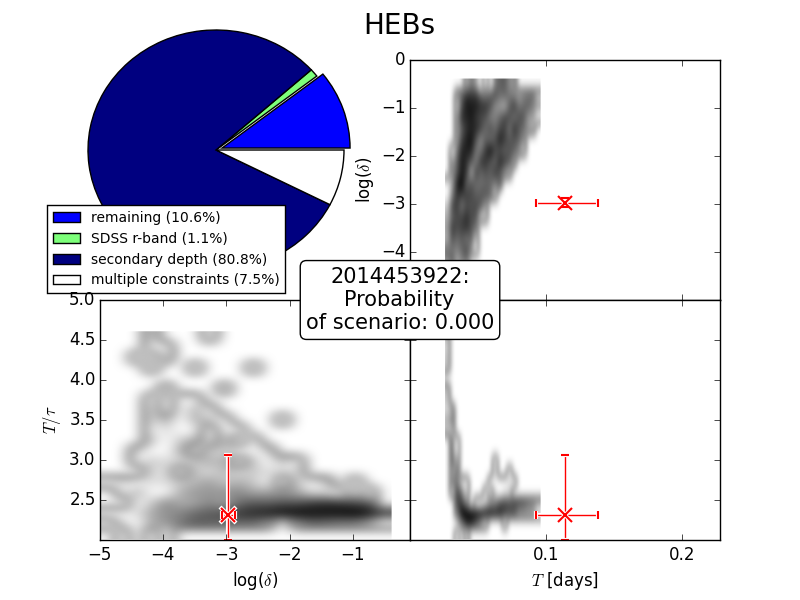 HEBs
remaining (10.6%)
SDSS r-band (1.1%)
secondary depth (80.8%)
multiple constraints (7.5%)
0
−1
−2
−3
−4
log(δ)
2014453922:
Probability
of scenario: 0.000
5.0
4.5
4.0
3.5
3.0
2.5
T/τ
−5 −4 −3 −2 −1
log(δ)
0.1 0.2
T [days]